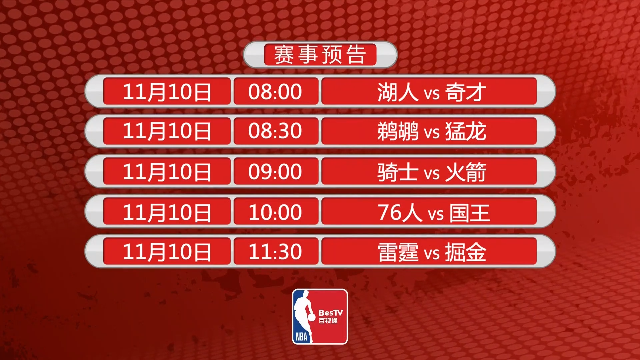 赛事预告
11月10日 08:00 湖人 vs 奇才
11月10日 08:30 鹈鹕 vs 猛龙
11月10日 09:00 骑士 vs 火箭
11月10日 10:00 76人 vs 国王
11月10日 11:30 雷霆 vs 掘金
BesTV
百视通
NBA